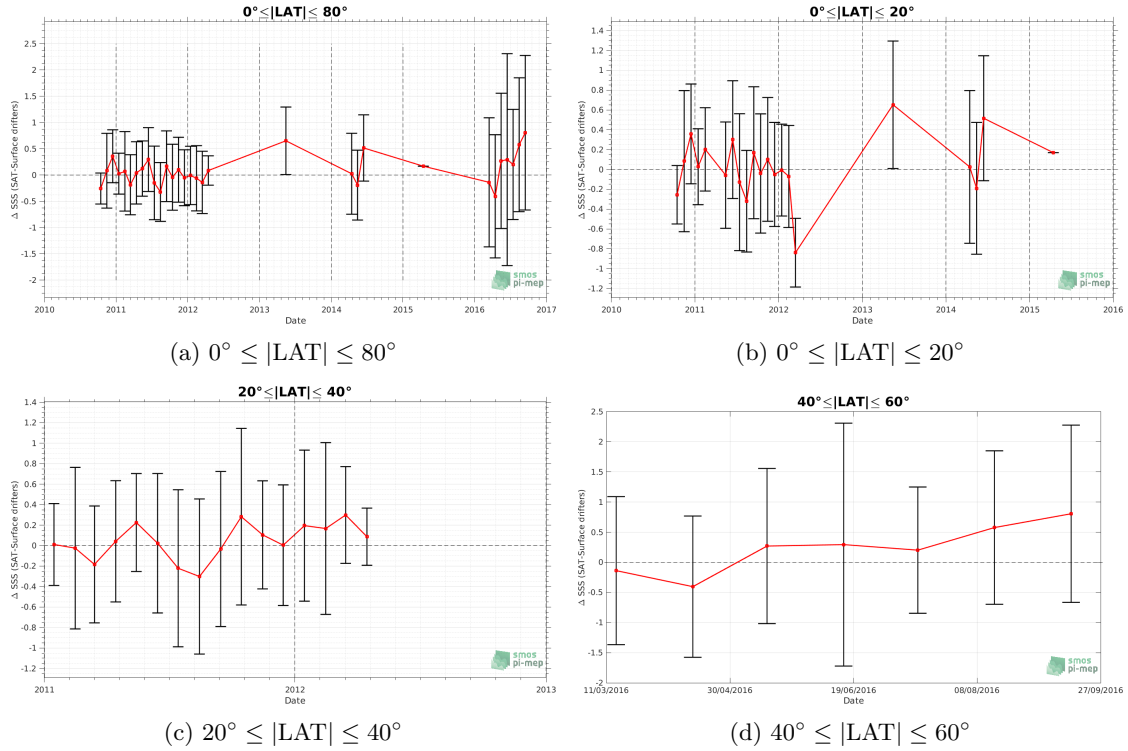 0°≤|LAT|≤ 80°
Δ SSS (SAT-Surface drifters)
2.5
2
1.5
1
0.5
0
-0.5
-1
-1.5
-2
2010 2011 2012 2013 2014 2015 2016 2017
Date
smos
pi-mep
(a) 0° ≤ |LAT| ≤ 80°
0°≤|LAT|≤ 20°
Δ SSS (SAT-Surface drifters)
1.4
1.2
1
0.8
0.6
0.4
0.2
0
-0.2
-0.4
-0.6
-0.8
-1
-1.2
2010 2011 2012 2013 2014 2015 2016
Date
smos
pi-mep
(b) 0° ≤ |LAT| ≤ 20°
20°≤|LAT|≤ 40°
Δ SSS (SAT-Surface drifters)
1.4
1.2
1
0.8
0.6
0.4
0.2
0
-0.2
-0.4
-0.6
-0.8
-1
-1.2
2011 2012 2013
Date
smos
pi-mep
(c) 20° ≤ |LAT| ≤ 40°
40°≤|LAT|≤ 60°
Δ SSS (SAT-Surface drifters)
2.5
2
1.5
1
0.5
0
-0.5
-1
-1.5
-2
11/03/2016 30/04/2016 19/06/2016 08/08/2016 27/09/2016
Date
smos
pi-mep
(d) 40° ≤ |LAT| ≤ 60°